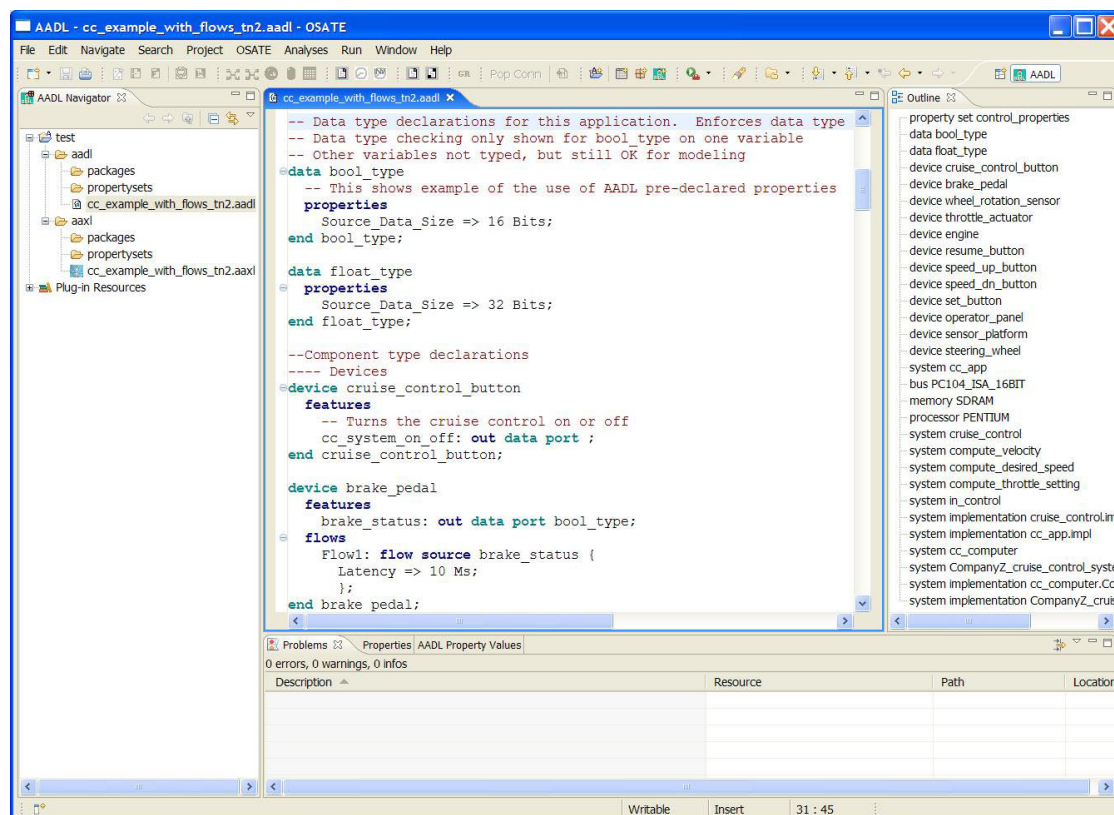 AADL - cc_example_with_flows_tn2.aadl - OSATE
File Edit Navigate Search Project OSATE Analyses Run Window Help
GR Pop Conn
AADL
AADL Navigator
test
aadl
packages
propertysets
cc_example_with_flows_tn2.aadl
aaxl
packages
propertysets
cc_example_with_flows_tn2.aaxl
Plug-in Resources
cc_example_with_flows_tn2.aadl
-- Data type declarations for this application.  Enforces data type
-- Data type checking only shown for bool_type on one variable
-- Other variables not typed, but still OK for modeling
data bool_type
-- This shows example of the use of AADL pre-declared properties
properties
Source_Data_Size => 16 Bits;
end bool_type;
data float_type
properties
Source_Data_Size => 32 Bits;
end float_type;
--Component type declarations
---- Devices
device cruise_control_button
features
-- Turns the cruise control on or off
cc_system_on_off: out data port ;
end cruise_control_button;
device brake_pedal
features
brake_status: out data port bool_type;
flows
Flow1: flow source brake_status {
Latency => 10 Ms;
};
end brake_pedal;
Outline
property set control_properties
data bool_type
data float_type
device cruise_control_button
device brake_pedal
device wheel_rotation_sensor
device throttle_actuator
device engine
device resume_button
device speed_up_button
device speed_dn_button
device set_button
device operator_panel
device sensor_platform
device steering_wheel
system cc_app
bus PC104_ISA_16BIT
memory SDRAM
processor PENTIUM
system cruise_control
system compute_velocity
system compute_desired_speed
system compute_throttle_setting
system in_control
system implementation cruise_control.im
system implementation cc_app.impl
system cc_computer
system CompanyZ_cruise_control_syste
system implementation cc_computer.Co
system implementation CompanyZ_cruis
Problems Properties AADL Property Values
0 errors, 0 warnings, 0 infos
Description Resource Path Location
Writable Insert 31 : 45